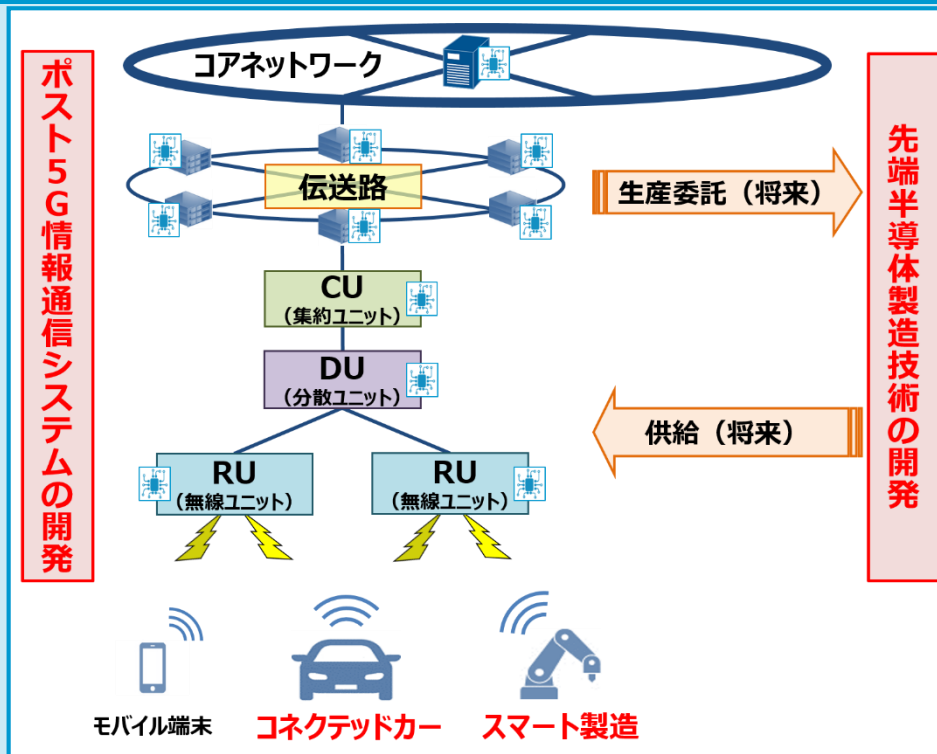 ポスト5G情報通信システムの開発
コアネットワーク
伝送路
CU
(集約ユニット)
DU
(分散ユニット)
RU
(無線ユニット)
RU
(無線ユニット)
モバイル端末
コネクテッドカー
スマート製造
生産委託(将来)
供給(将来)
先端半導体製造技術の開発